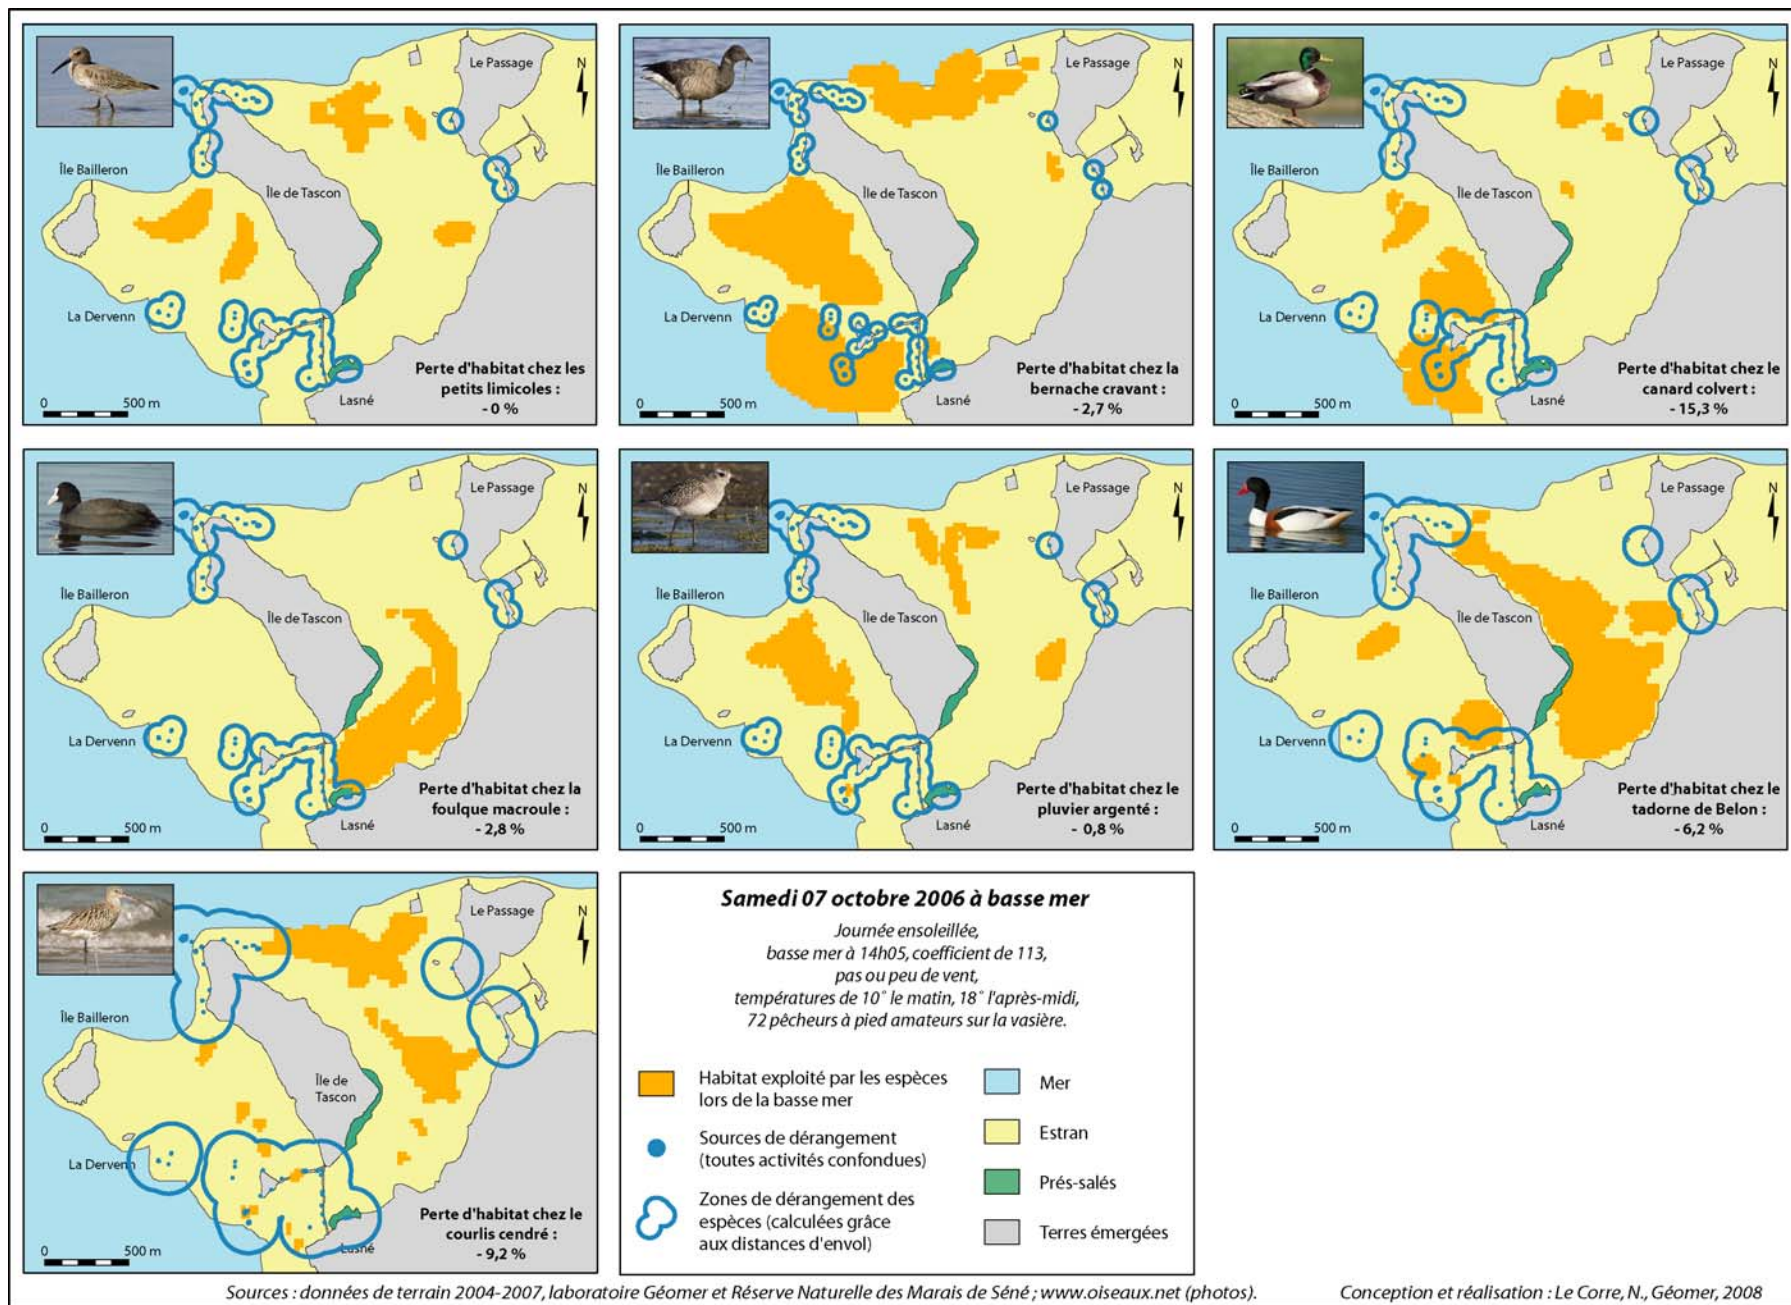 Le Passage
N
Île Bailleron
Île de Tascon
La Dervenn
Perte d'habitat chez les
petits limicoles :
- 0 %
0 500 m
Lasné
Le Passage
N
Île Bailleron
Île de Tascon
La Dervenn
Perte d'habitat chez la
bernache cravant :
- 2,7 %
0 500 m
Lasné
Le Passage
N
Île Bailleron
Île de Tascon
La Dervenn
Perte d'habitat chez le
canard colvert :
- 15,3 %
0 500 m
Lasné
Le Passage
N
Île Bailleron
Île de Tascon
La Dervenn
Perte d'habitat chez la
foulque macroule :
- 2,8 %
0 500 m
Lasné
Le Passage
N
Île Bailleron
Île de Tascon
La Dervenn
Perte d'habitat chez le
pluvier argenté :
- 0,8 %
0 500 m
Lasné
Le Passage
N
Île Bailleron
Île de Tascon
La Dervenn
Perte d'habitat chez le
tadorne de Belon :
- 6,2 %
0 500 m
Lasné
Le Passage
N
Île Bailleron
Île de
Tascon
La Dervenn
Perte d'habitat chez le
courlis cendré :
- 9,2 %
0 500 m
Lasné
Samedi 07 octobre 2006 à basse mer
Journée ensoleillée,
basse mer à 14h05, coefficient de 113,
pas ou peu de vent,
températures de 10° le matin, 18° l'après-midi,
72 pêcheurs à pied amateurs sur la vasière.
Habitat exploité par les espèces
lors de la basse mer
Sources de dérangement
(toutes activités confondues)
Zones de dérangement des
espèces (calculées grâce
aux distances d'envol)
Mer
Estran
Prés-salés
Terres émergées
Sources : données de terrain 2004-2007, laboratoire Géomer et Réserve Naturelle des Marais de Séné ; www.oiseaux.net (photos).
Conception et réalisation : Le Corre, N., Géomer, 2008